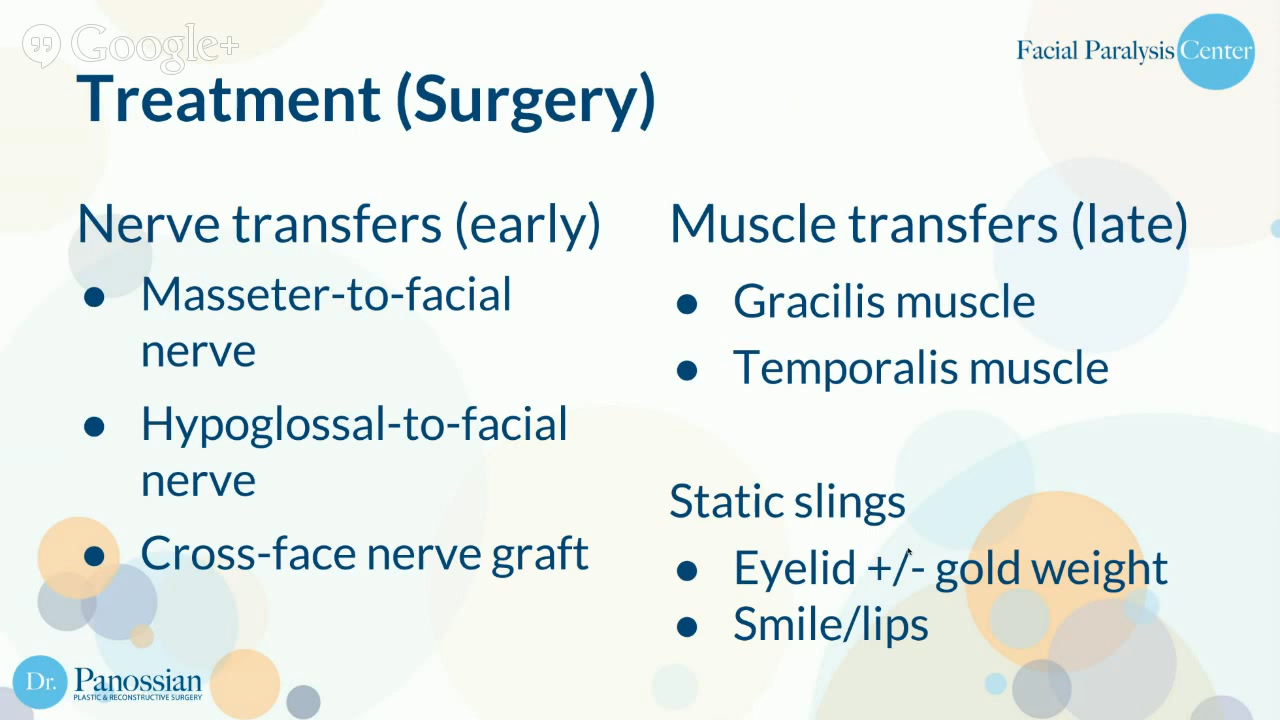 Google+
Facial Paralysis Center
Treatment (Surgery)
Nerve transfers (early)
● Masseter-to-facial
nerve
● Hypoglossal-to-facial
nerve
● Cross-face nerve graft
Muscle transfers (late)
● Gracilis muscle
● Temporalis muscle
Static slings
● Eyelid +/- gold weight
● Smile/lips
Dr. Panossian
PLASTIC & RECONSTRUCTIVE SURGERY